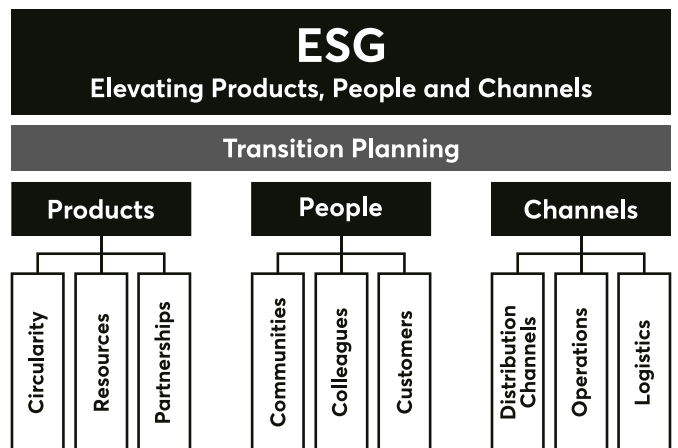 ESG
Elevating Products, People and Channels
Transition Planning
Products
People
Channels
Circularity
Resources
Partnerships
Communities
Colleagues
Customers
Distribution
Channels
Operations
Logistics